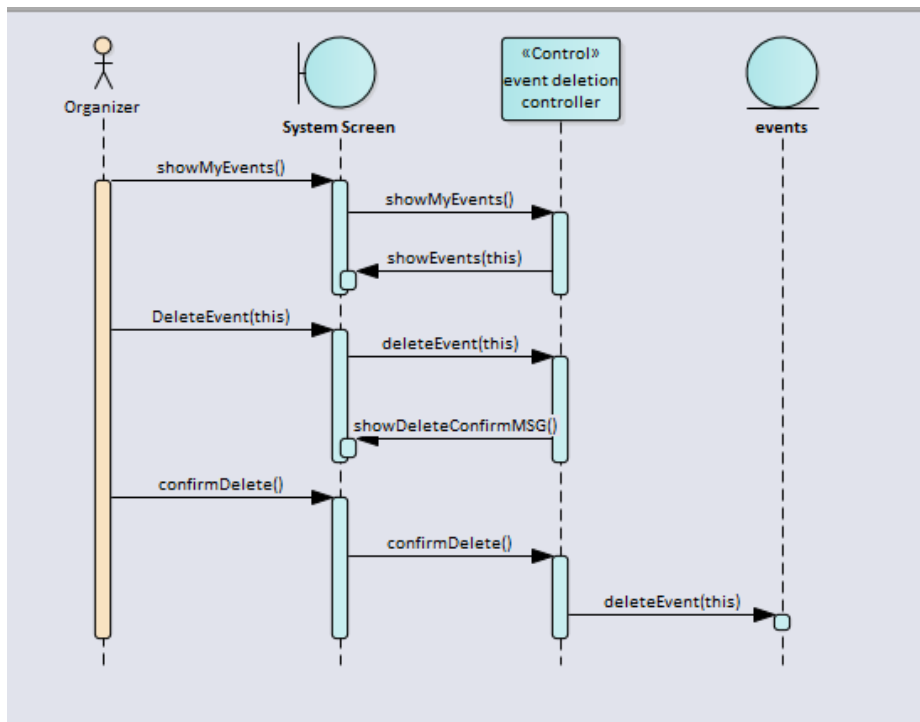 «Control»
event deletion
controller
Organizer
System Screen
events
showMyEvents()
showMyEvents()
showEvents(this)
DeleteEvent(this)
deleteEvent(this)
showDeleteConfirmMSG()
confirmDelete()
confirmDelete()
deleteEvent(this)